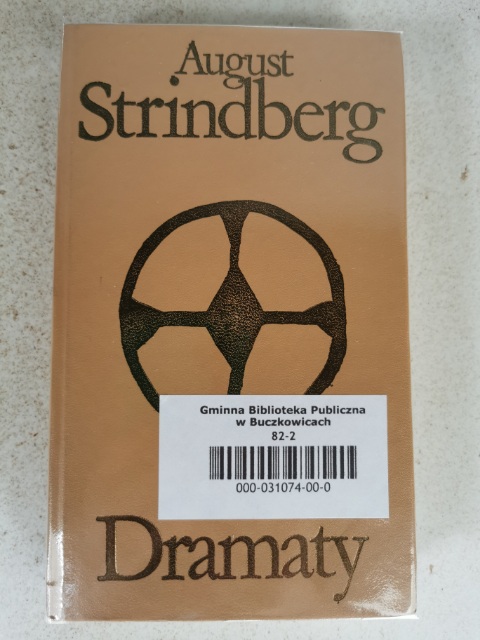 August
Strindberg
Gminna Biblioteka Publiczna
w Buczkowicach
82-2
000-031074-00-0
Dramaty